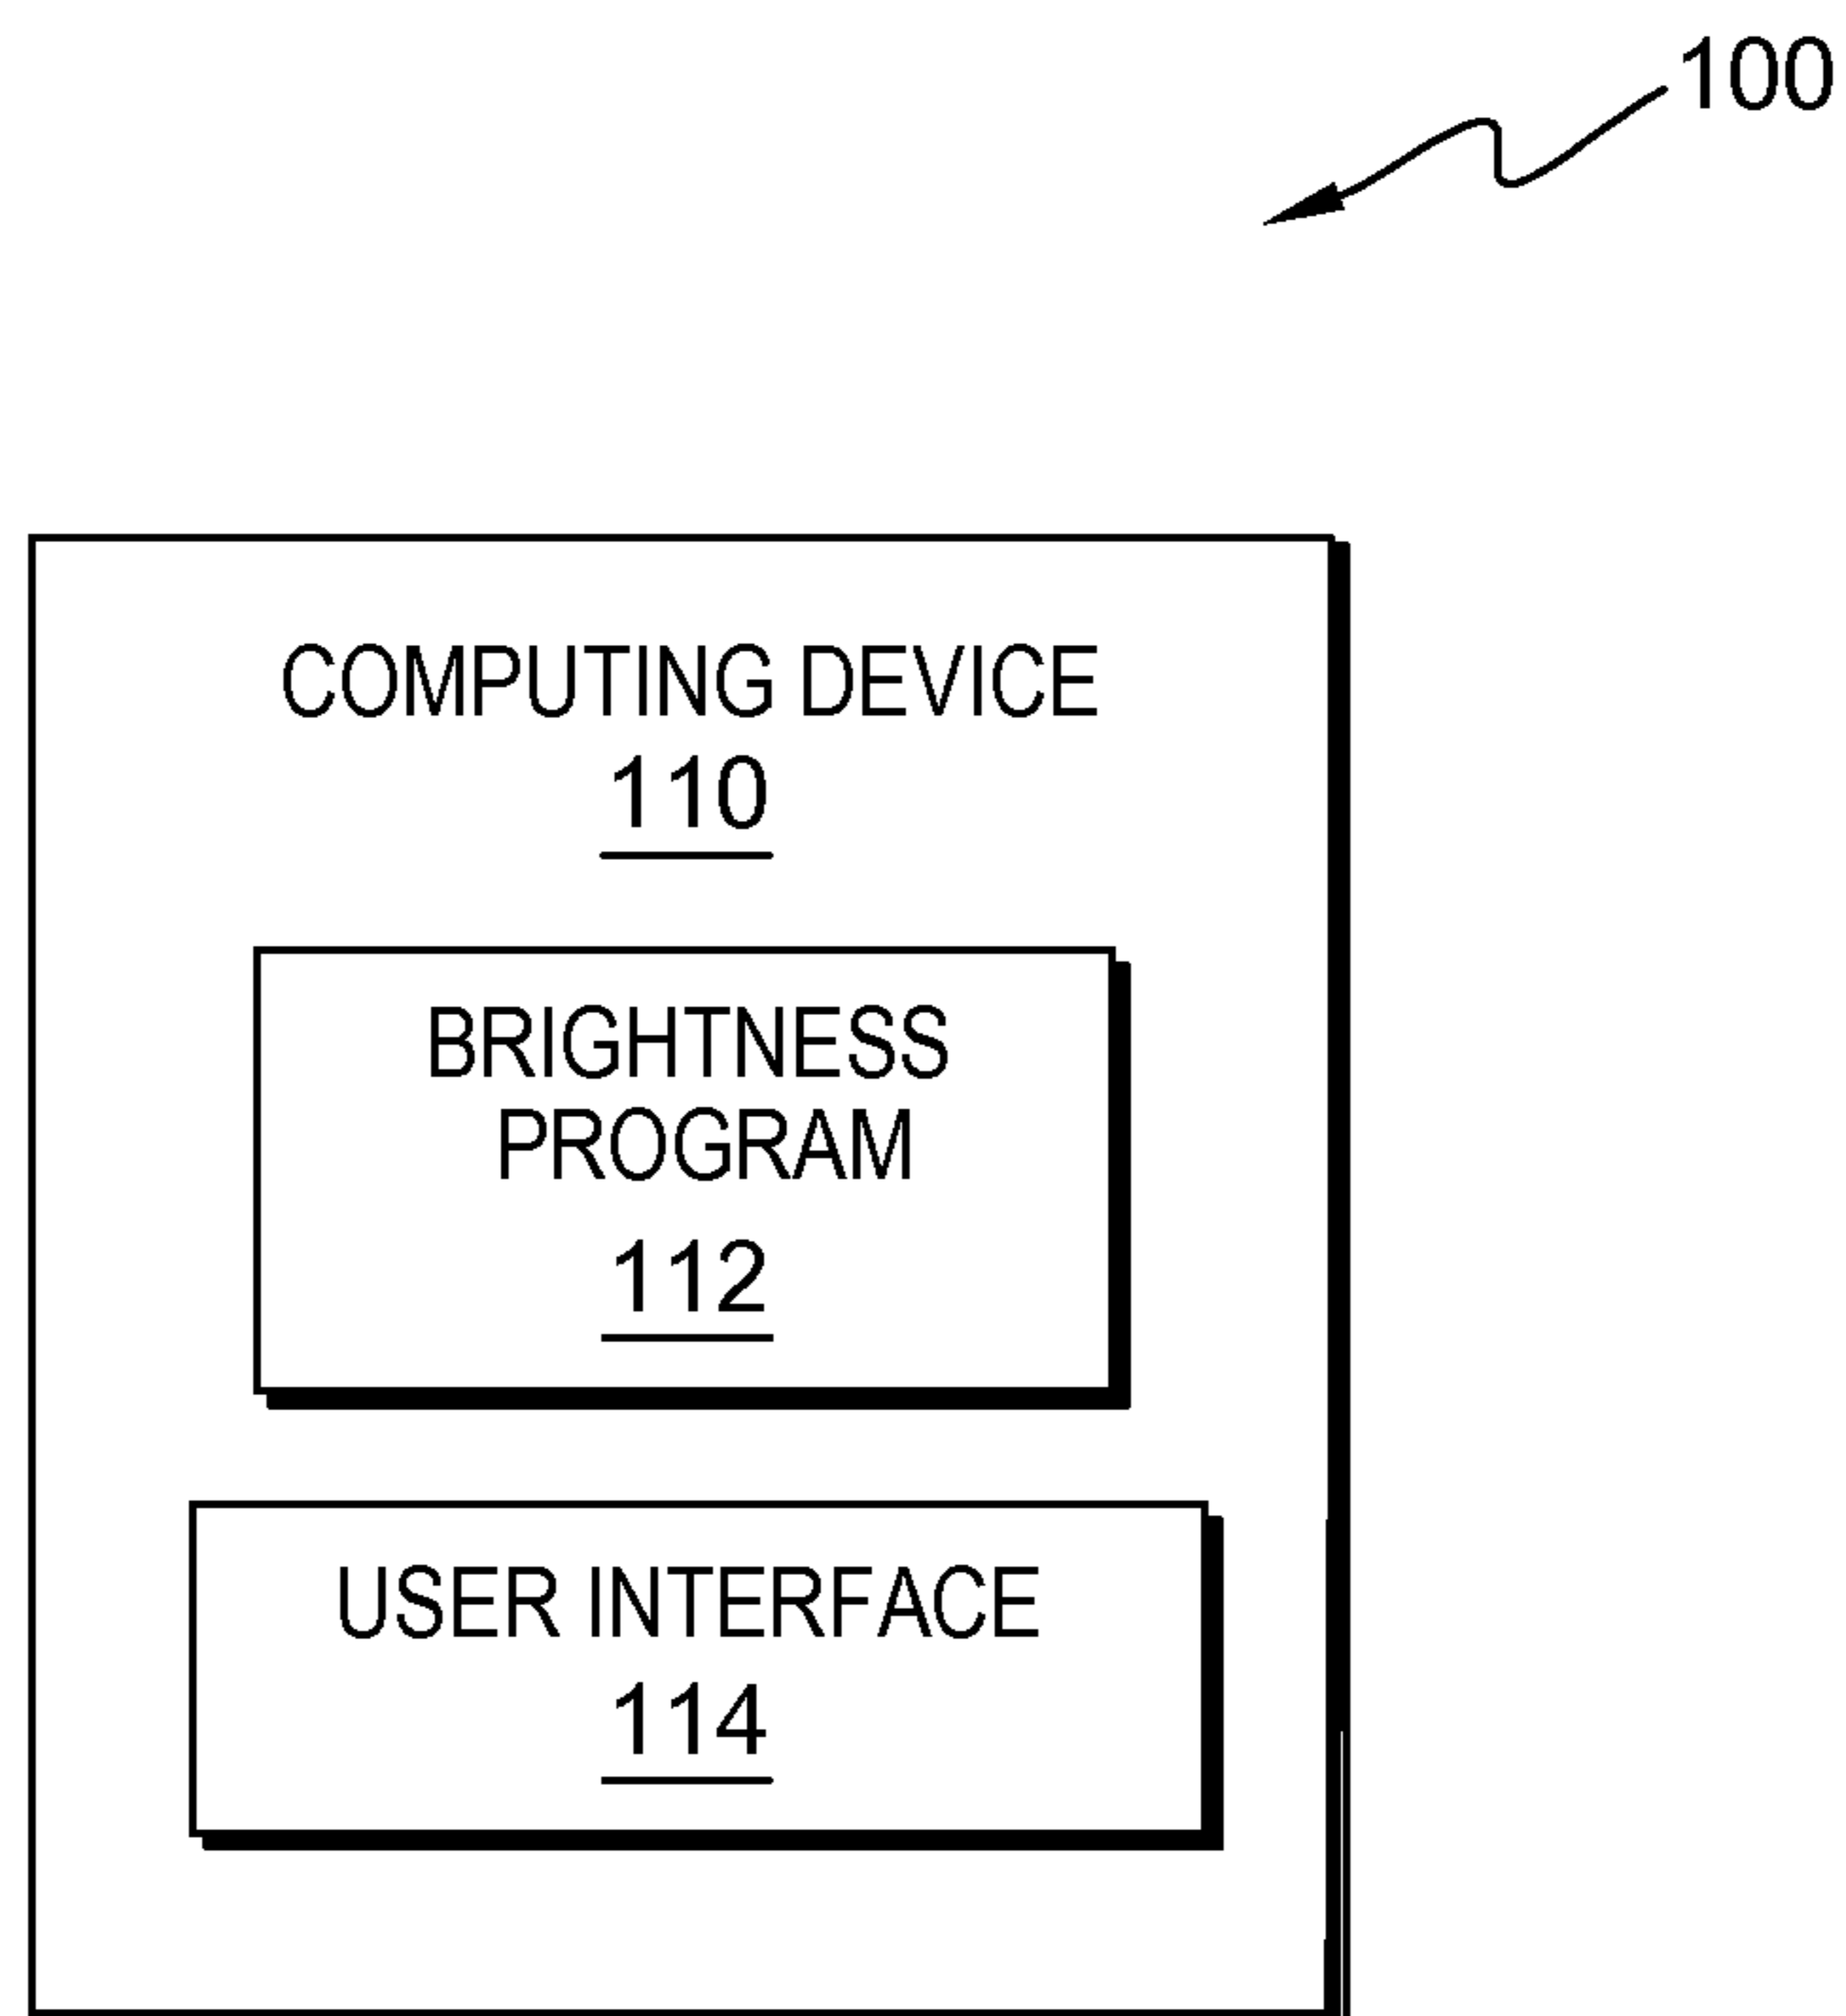 100
COMPUTING DEVICE
110
BRIGHTNESS
PROGRAM
112
USER INTERFACE
114